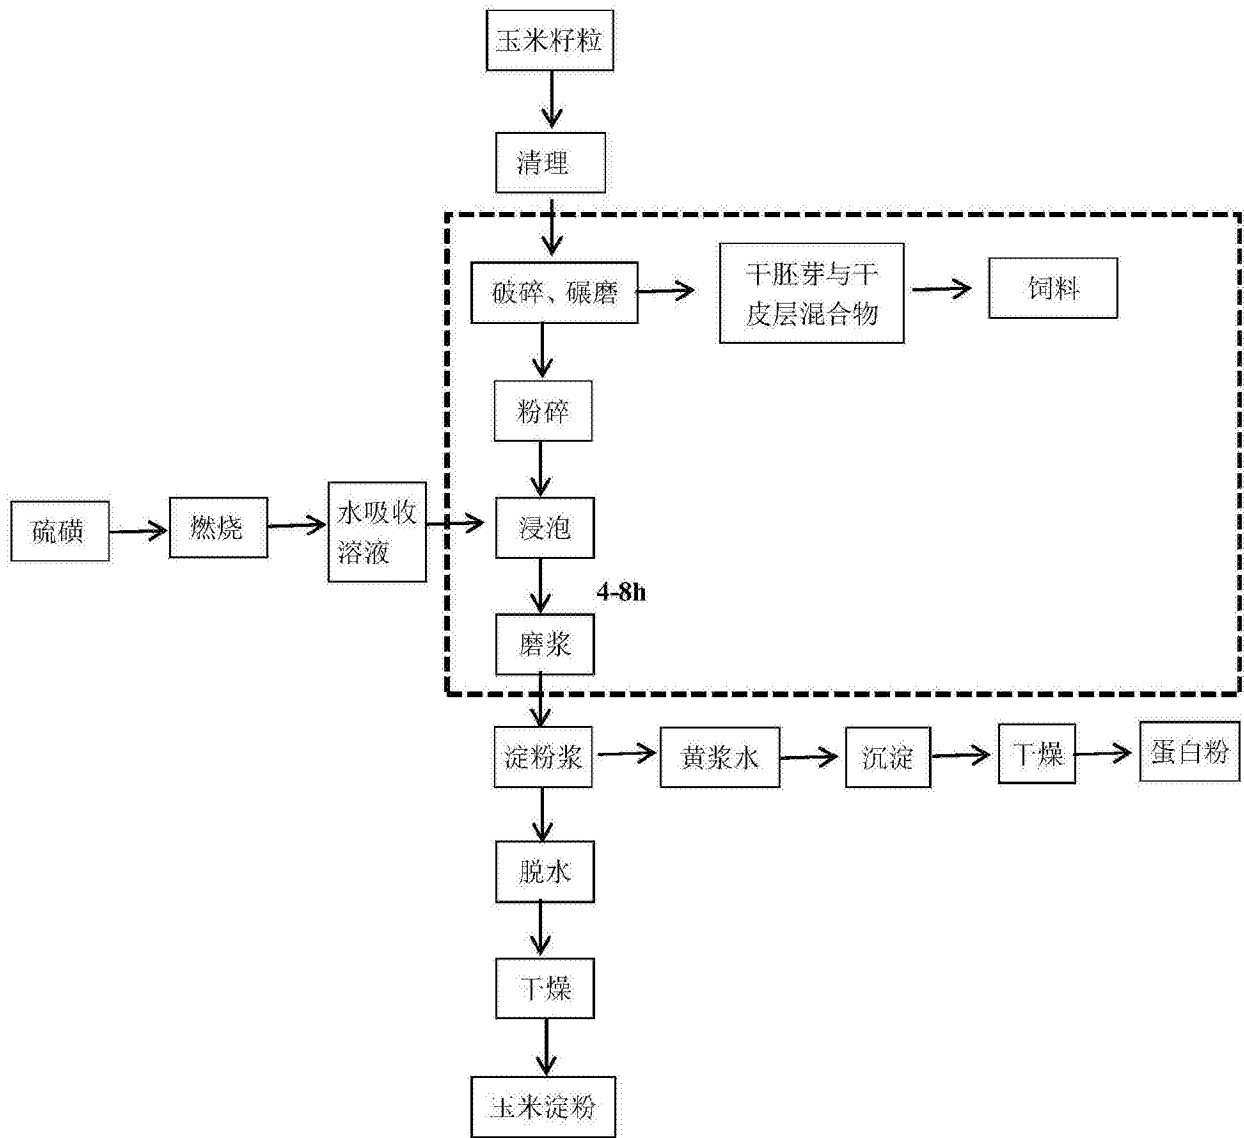 玉米籽粒
清理
破碎、碾磨
干胚芽与干
皮层混合物
饲料
粉碎
硫磺
燃烧
水吸收
溶液
浸泡
4-8h
磨浆
淀粉浆
黄浆水
沉淀
干燥
蛋白粉
脱水
干燥
玉米淀粉